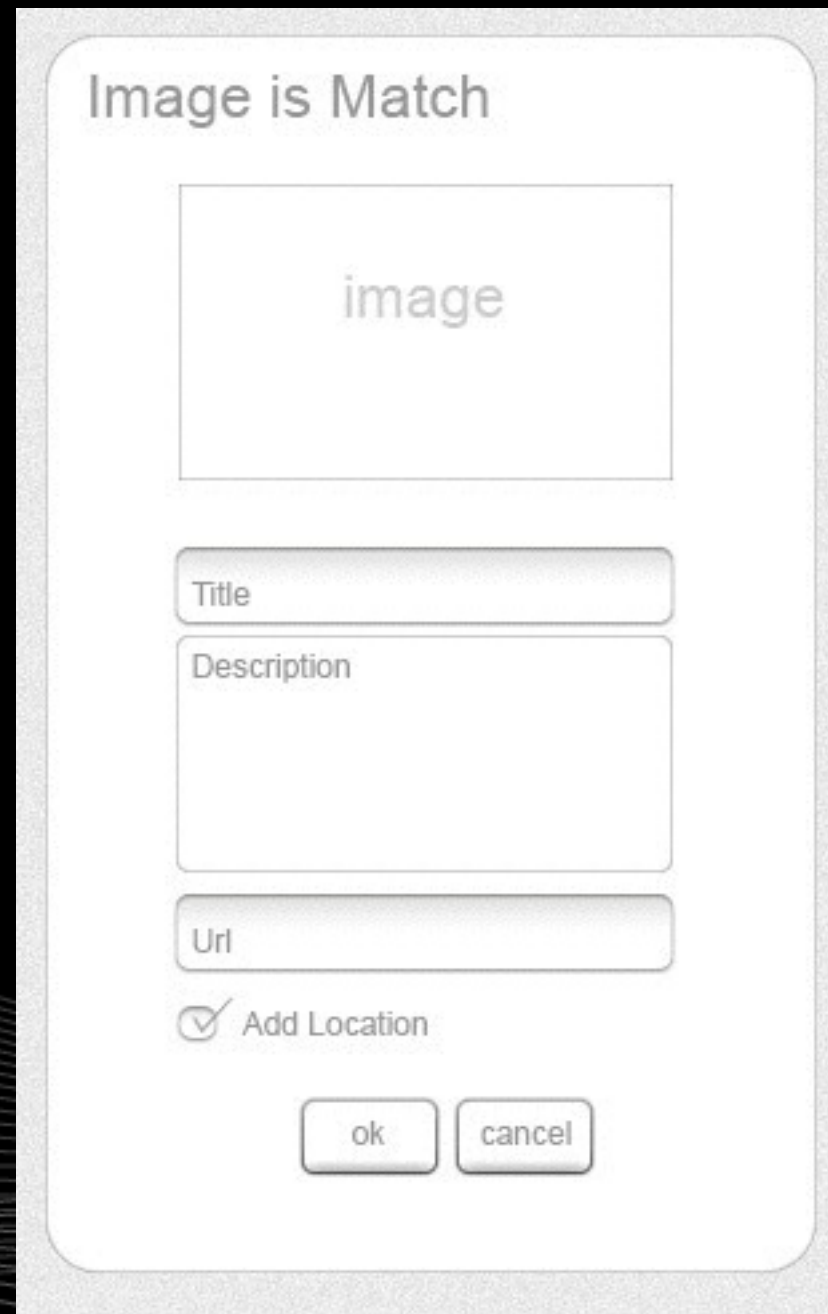 Image is Match
image
Title
Description
Url
Add Location
ok
cancel